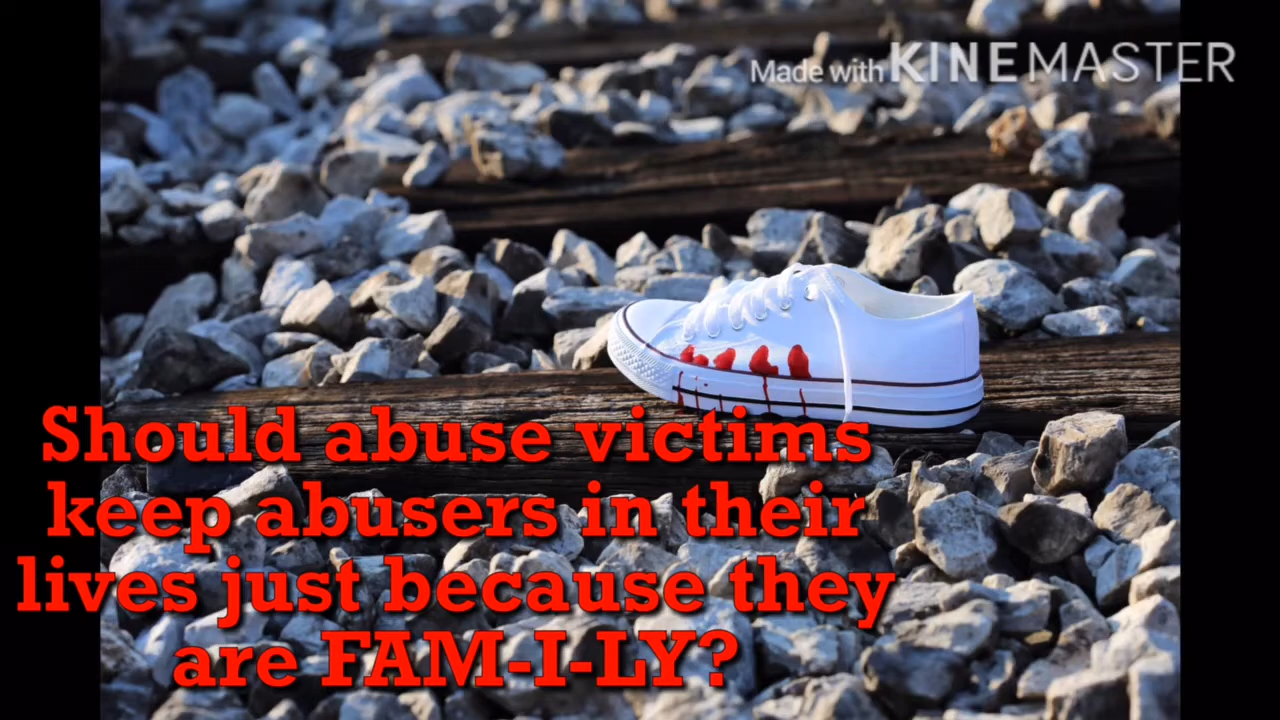 Made with KINEMASTER
Should abuse victims
keep abusers in their
lives just because they
are FAM-I-LY?